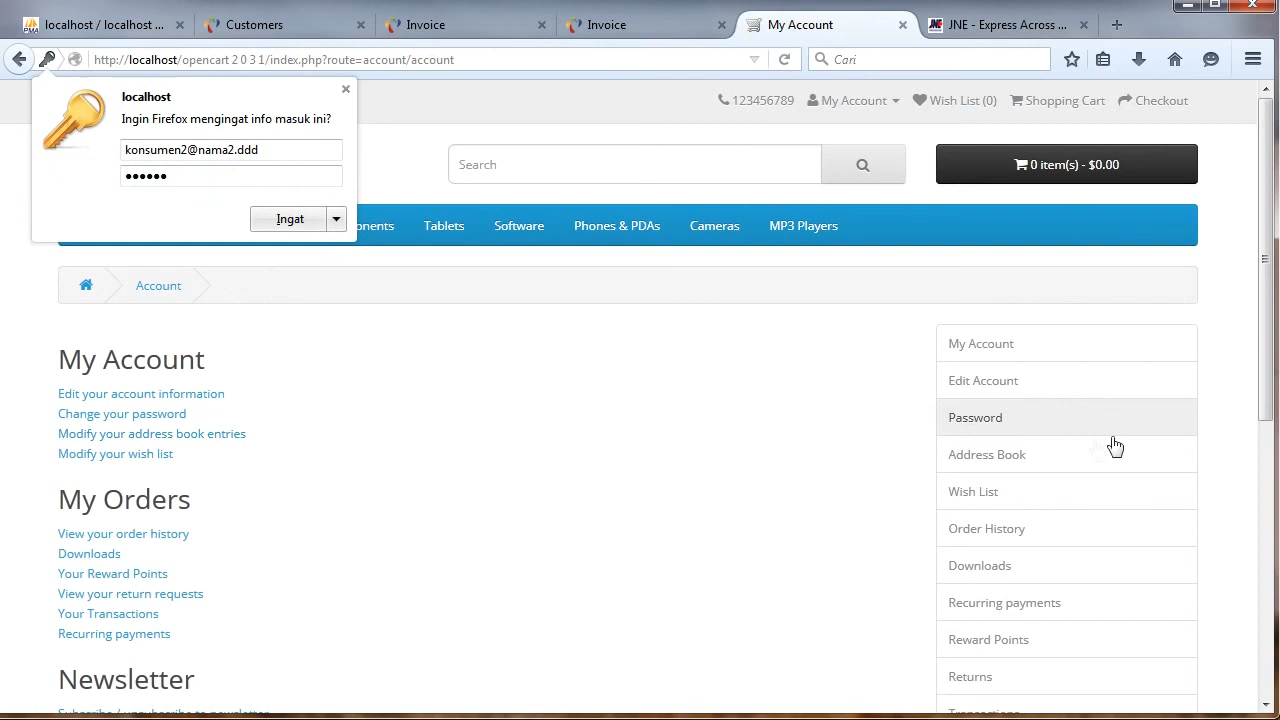 localhost / localhost ...
Customers
Invoice
Invoice
My Account
JNE - Express Across ...
http://localhost/opencart 2 0 3 1/index.php?route=account/account
Cari
localhost
Ingin Firefox mengingat info masuk ini?
konsumen2@nama2.ddd
••••••
Ingat
123456789
My Account
Wish List (0)
Shopping Cart
Checkout
Search
0 item(s) - $0.00
onents
Tablets
Software
Phones & PDAs
Cameras
MP3 Players
Account
My Account
Edit your account information
Change your password
Modify your address book entries
Modify your wish list
My Orders
View your order history
Downloads
Your Reward Points
View your return requests
Your Transactions
Recurring payments
Newsletter
Subscribe / unsubscribe to newsletter
My Account
Edit Account
Password
Address Book
Wish List
Order History
Downloads
Recurring payments
Reward Points
Returns
Transactions